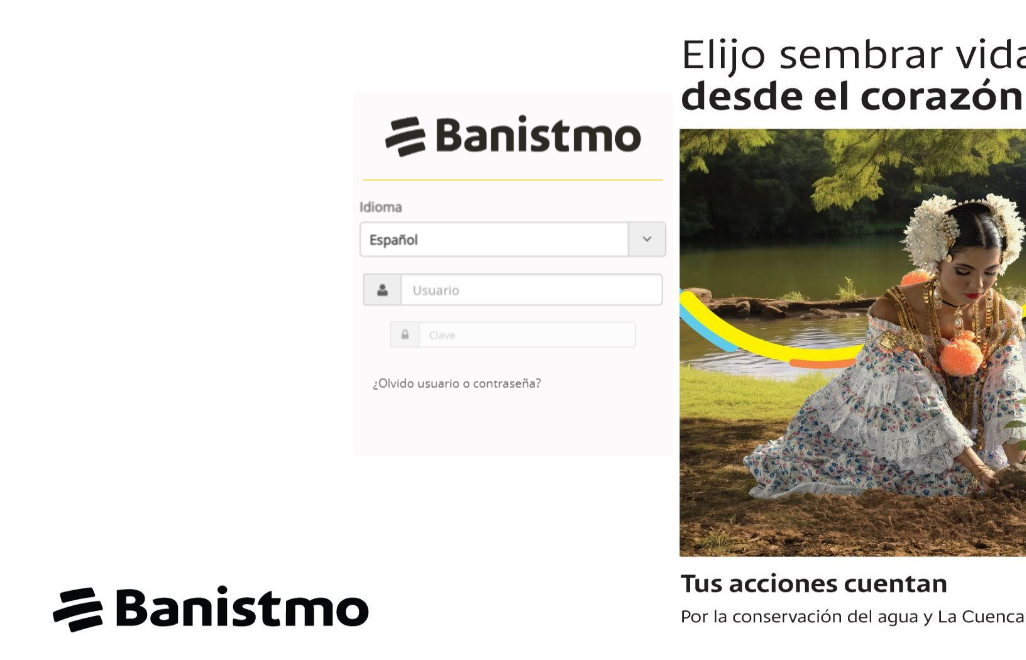 Elijo sembrar vida
desde el corazón
Banistmo
Idioma
Español
Usuario
Clave
¿Olvido usuario o contraseña?
Banistmo
Tus acciones cuentan
Por la conservación del agua y La Cuenca